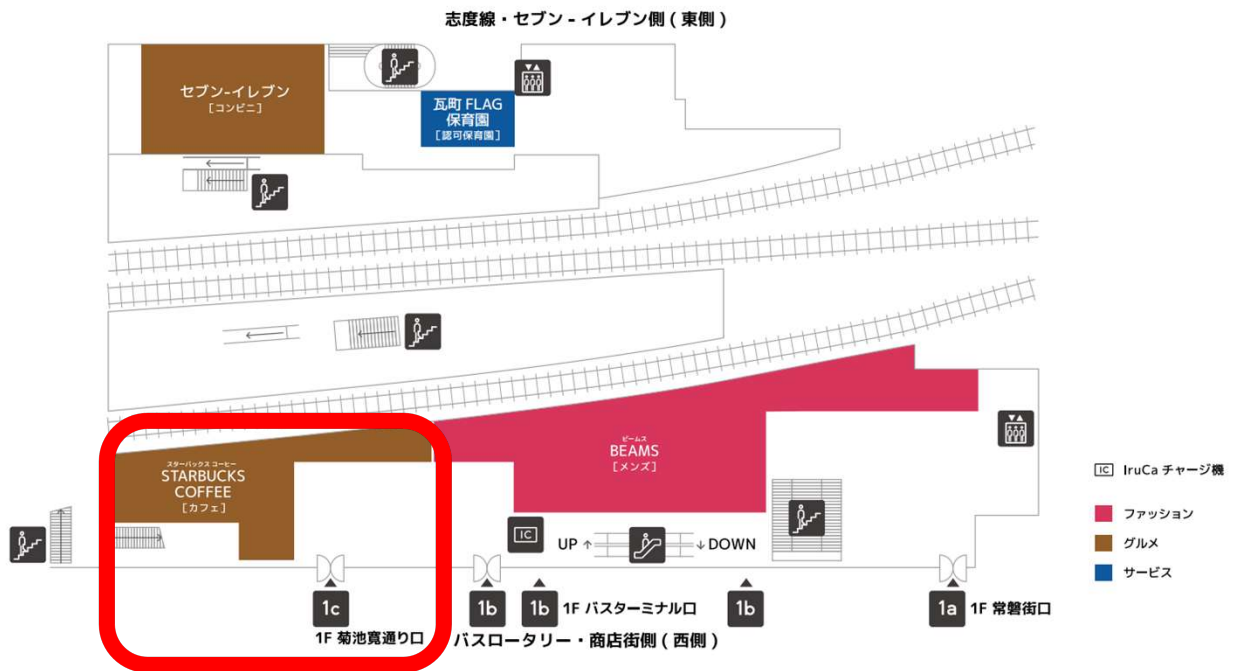 志度線・セブン - イレブン側 ( 東側 )
セブン-イレブン
[コンビニ]
瓦町 FLAG
保育園
[認可保育園]
ビームス
BEAMS
[メンズ]
スターバックス コーヒー
STARBUCKS
COFFEE
[カフェ]
IC
UP ↑
↓ DOWN
1c
1b
1b
1F バスターミナル口
1b
1a
1F 常磐街口
1F 菊池寛通り口
バスロータリー・商店街側 ( 西側 )
IC IruCa チャージ機
ファッション
グルメ
サービス